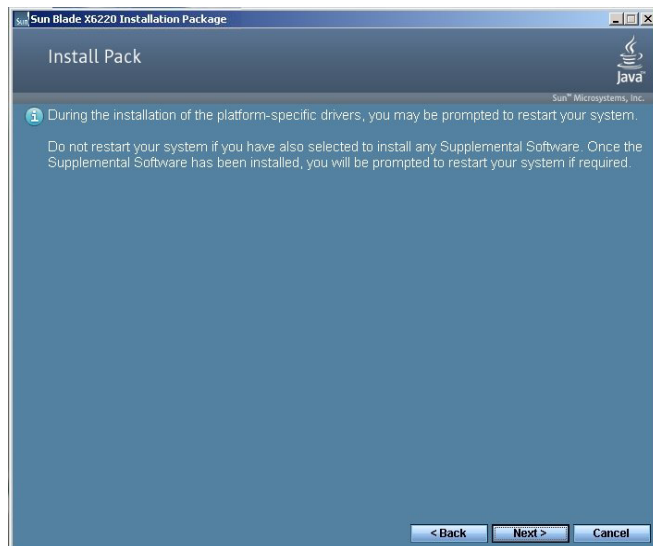 Sun Sun Blade X6220 Installation Package
Install Pack
Java
Sun™ Microsystems, Inc.
During the installation of the platform-specific drivers, you may be prompted to restart your system.
Do not restart your system if you have also selected to install any Supplemental Software. Once the
Supplemental Software has been installed, you will be prompted to restart your system if required.
< Back Next > Cancel